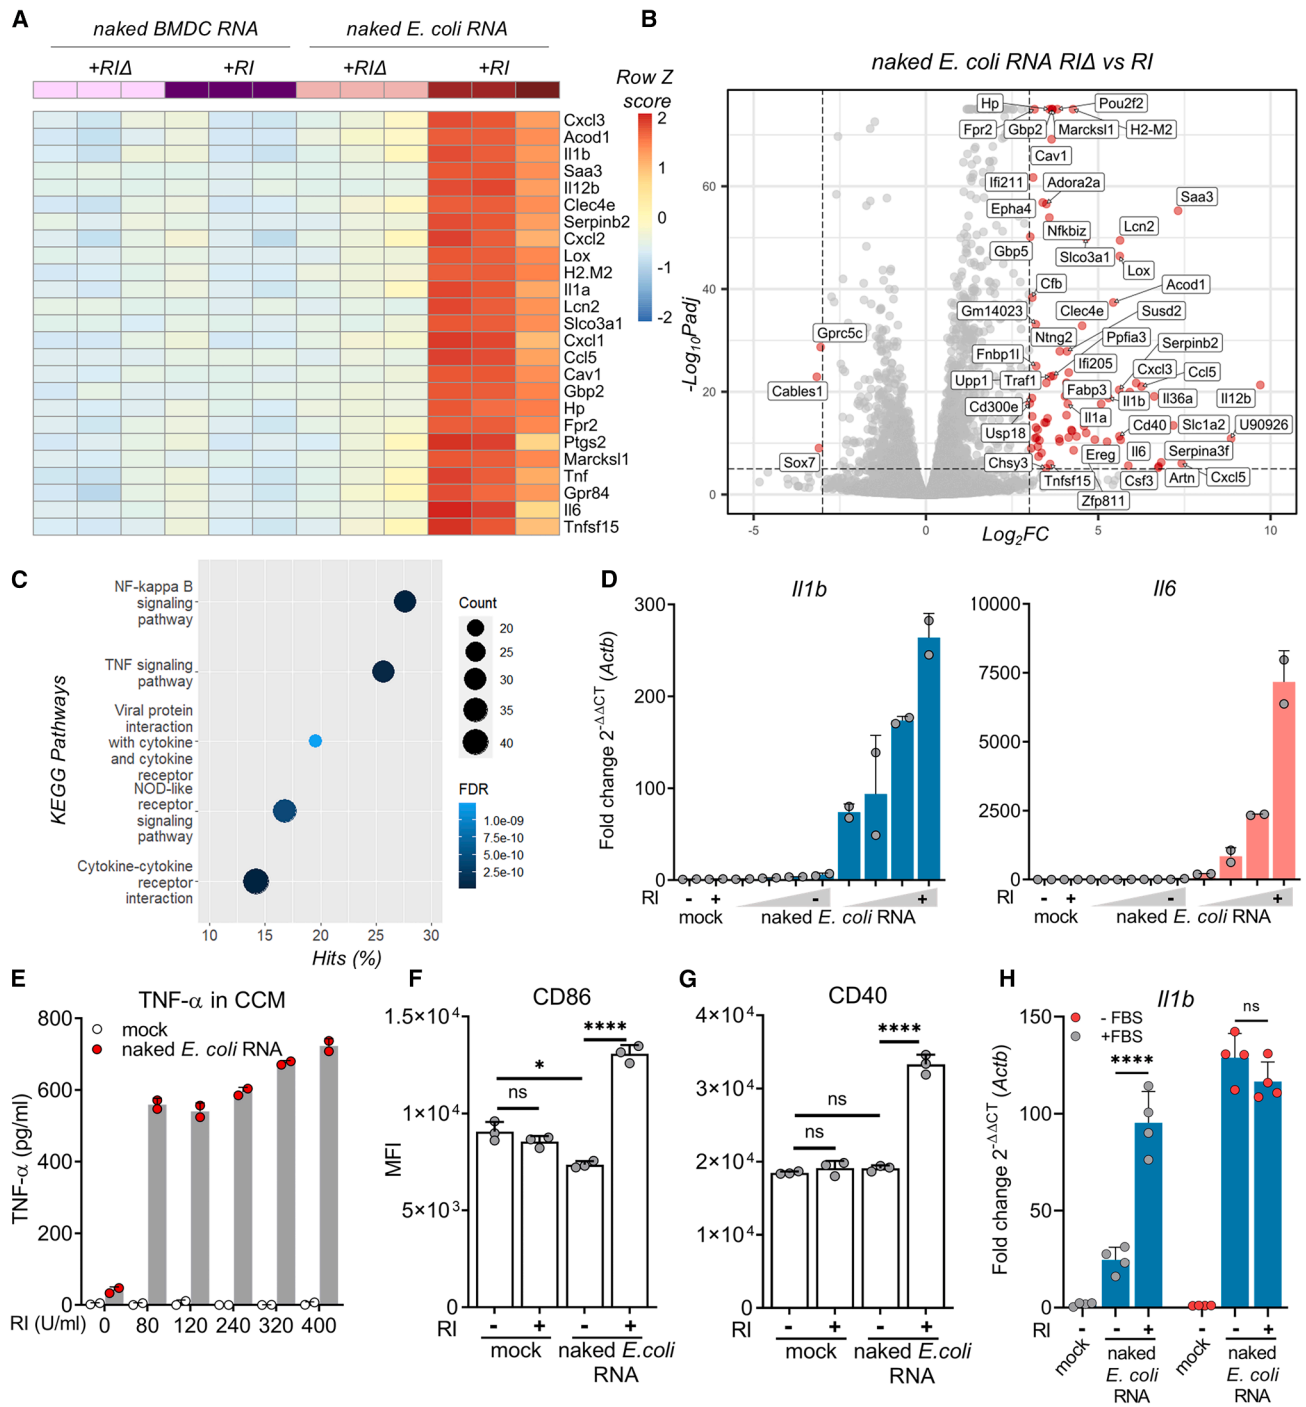 A
naked BMDC RNA
naked E. coli RNA
+RIΔ
+RI
+RIΔ
+RI
Row Z
score
2
1
0
-1
-2
Cxcl3
Acod1
Il1b
Saa3
Il12b
Clec4e
Serpinb2
Cxcl2
Lox
H2.M2
Il1a
Lcn2
Slco3a1
Cxcl1
Ccl5
Cav1
Gbp2
Hp
Fpr2
Ptgs2
Marcksl1
Tnf
Gpr84
Il6
Tnfsf15
B
naked E. coli RNA RIΔ vs RI
-Log10Padj
60
40
20
0
-5
0
5
10
Log2FC
Hp
Pou2f2
Fpr2
Gbp2
Marcksl1
H2-M2
Cav1
Ifi211
Adora2a
Saa3
Epha4
Nfkbiz
Lcn2
Gbp5
Slco3a1
Lox
Cfb
Acod1
Gm14023
Clec4e
Susd2
Gprc5c
Ntng2
Ppfia3
Serpinb2
Fnbp1l
Ifi205
Cxcl3
Ccl5
Cables1
Upp1
Traf1
Fabp3
Il1b
Il36a
Il12b
Cd300e
Il1a
Cd40
Slc1a2
U90926
Usp18
Sox7
Chsy3
Ereg
Il6
Serpina3f
Tnfsf15
Csf3
Artn
Cxcl5
Zfp811
C
KEGG Pathways
NF-kappa B
signaling
pathway
TNF signaling
pathway
Viral protein
interaction
with cytokine
and cytokine
receptor
NOD-like
receptor
signaling
pathway
Cytokine-cytokine
receptor
interaction
10
15
20
25
30
Hits (%)
Count
20
25
30
35
40
FDR
1.0e-09
7.5e-10
5.0e-10
2.5e-10
D
Il1b
Fold change 2-ΔΔCT (Actb)
300
200
100
0
RI
-
+
-
+
mock
naked E. coli RNA
Il6
10000
7500
5000
2500
0
RI
-
+
-
+
mock
naked E. coli RNA
E
TNF-α in CCM
mock
naked E. coli RNA
TNF-α (pg/ml)
800
600
400
200
0
RI (U/ml)
0
80
120
240
320
400
F
CD86
MFI
1.5×10⁴
1×10⁴
5×10³
0
*
ns
****
RI
-
+
-
+
mock
naked E.coli
RNA
G
CD40
4×10⁴
3×10⁴
2×10⁴
1×10⁴
0
ns
****
RI
-
+
-
+
mock
naked E.coli
RNA
H
Il1b
- FBS
+FBS
Fold change 2-ΔΔCT (Actb)
150
100
50
0
****
ns
RI
-
-
+
-
-
+
mock
naked
E. coli
RNA
mock
naked
E. coli
RNA